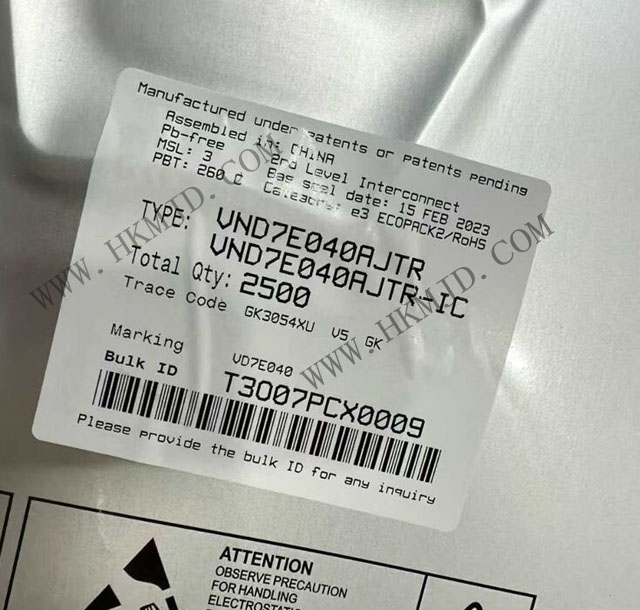 Manufactured under patents or patents pending
Assembled in: CHINA
Pb-free 2nd Level Interconnect
MSL: 3 Bag seal date: 15 FEB 2023
PBT: 260 C Category: e3 ECOPACK2/RoHS
TYPE: VND7E040AJTR
VND7E040AJTR-IC
Total Qty: 2500
Trace code GK3054XU V5 GK
Marking VD7E040
Bulk ID T3007PCX0009
Please provide the bulk ID for any inquiry
WWW.HKMJD.COM
WWW.HKMJD.COM
ATTENTION
OBSERVE PRECAUTION
FOR HANDLING